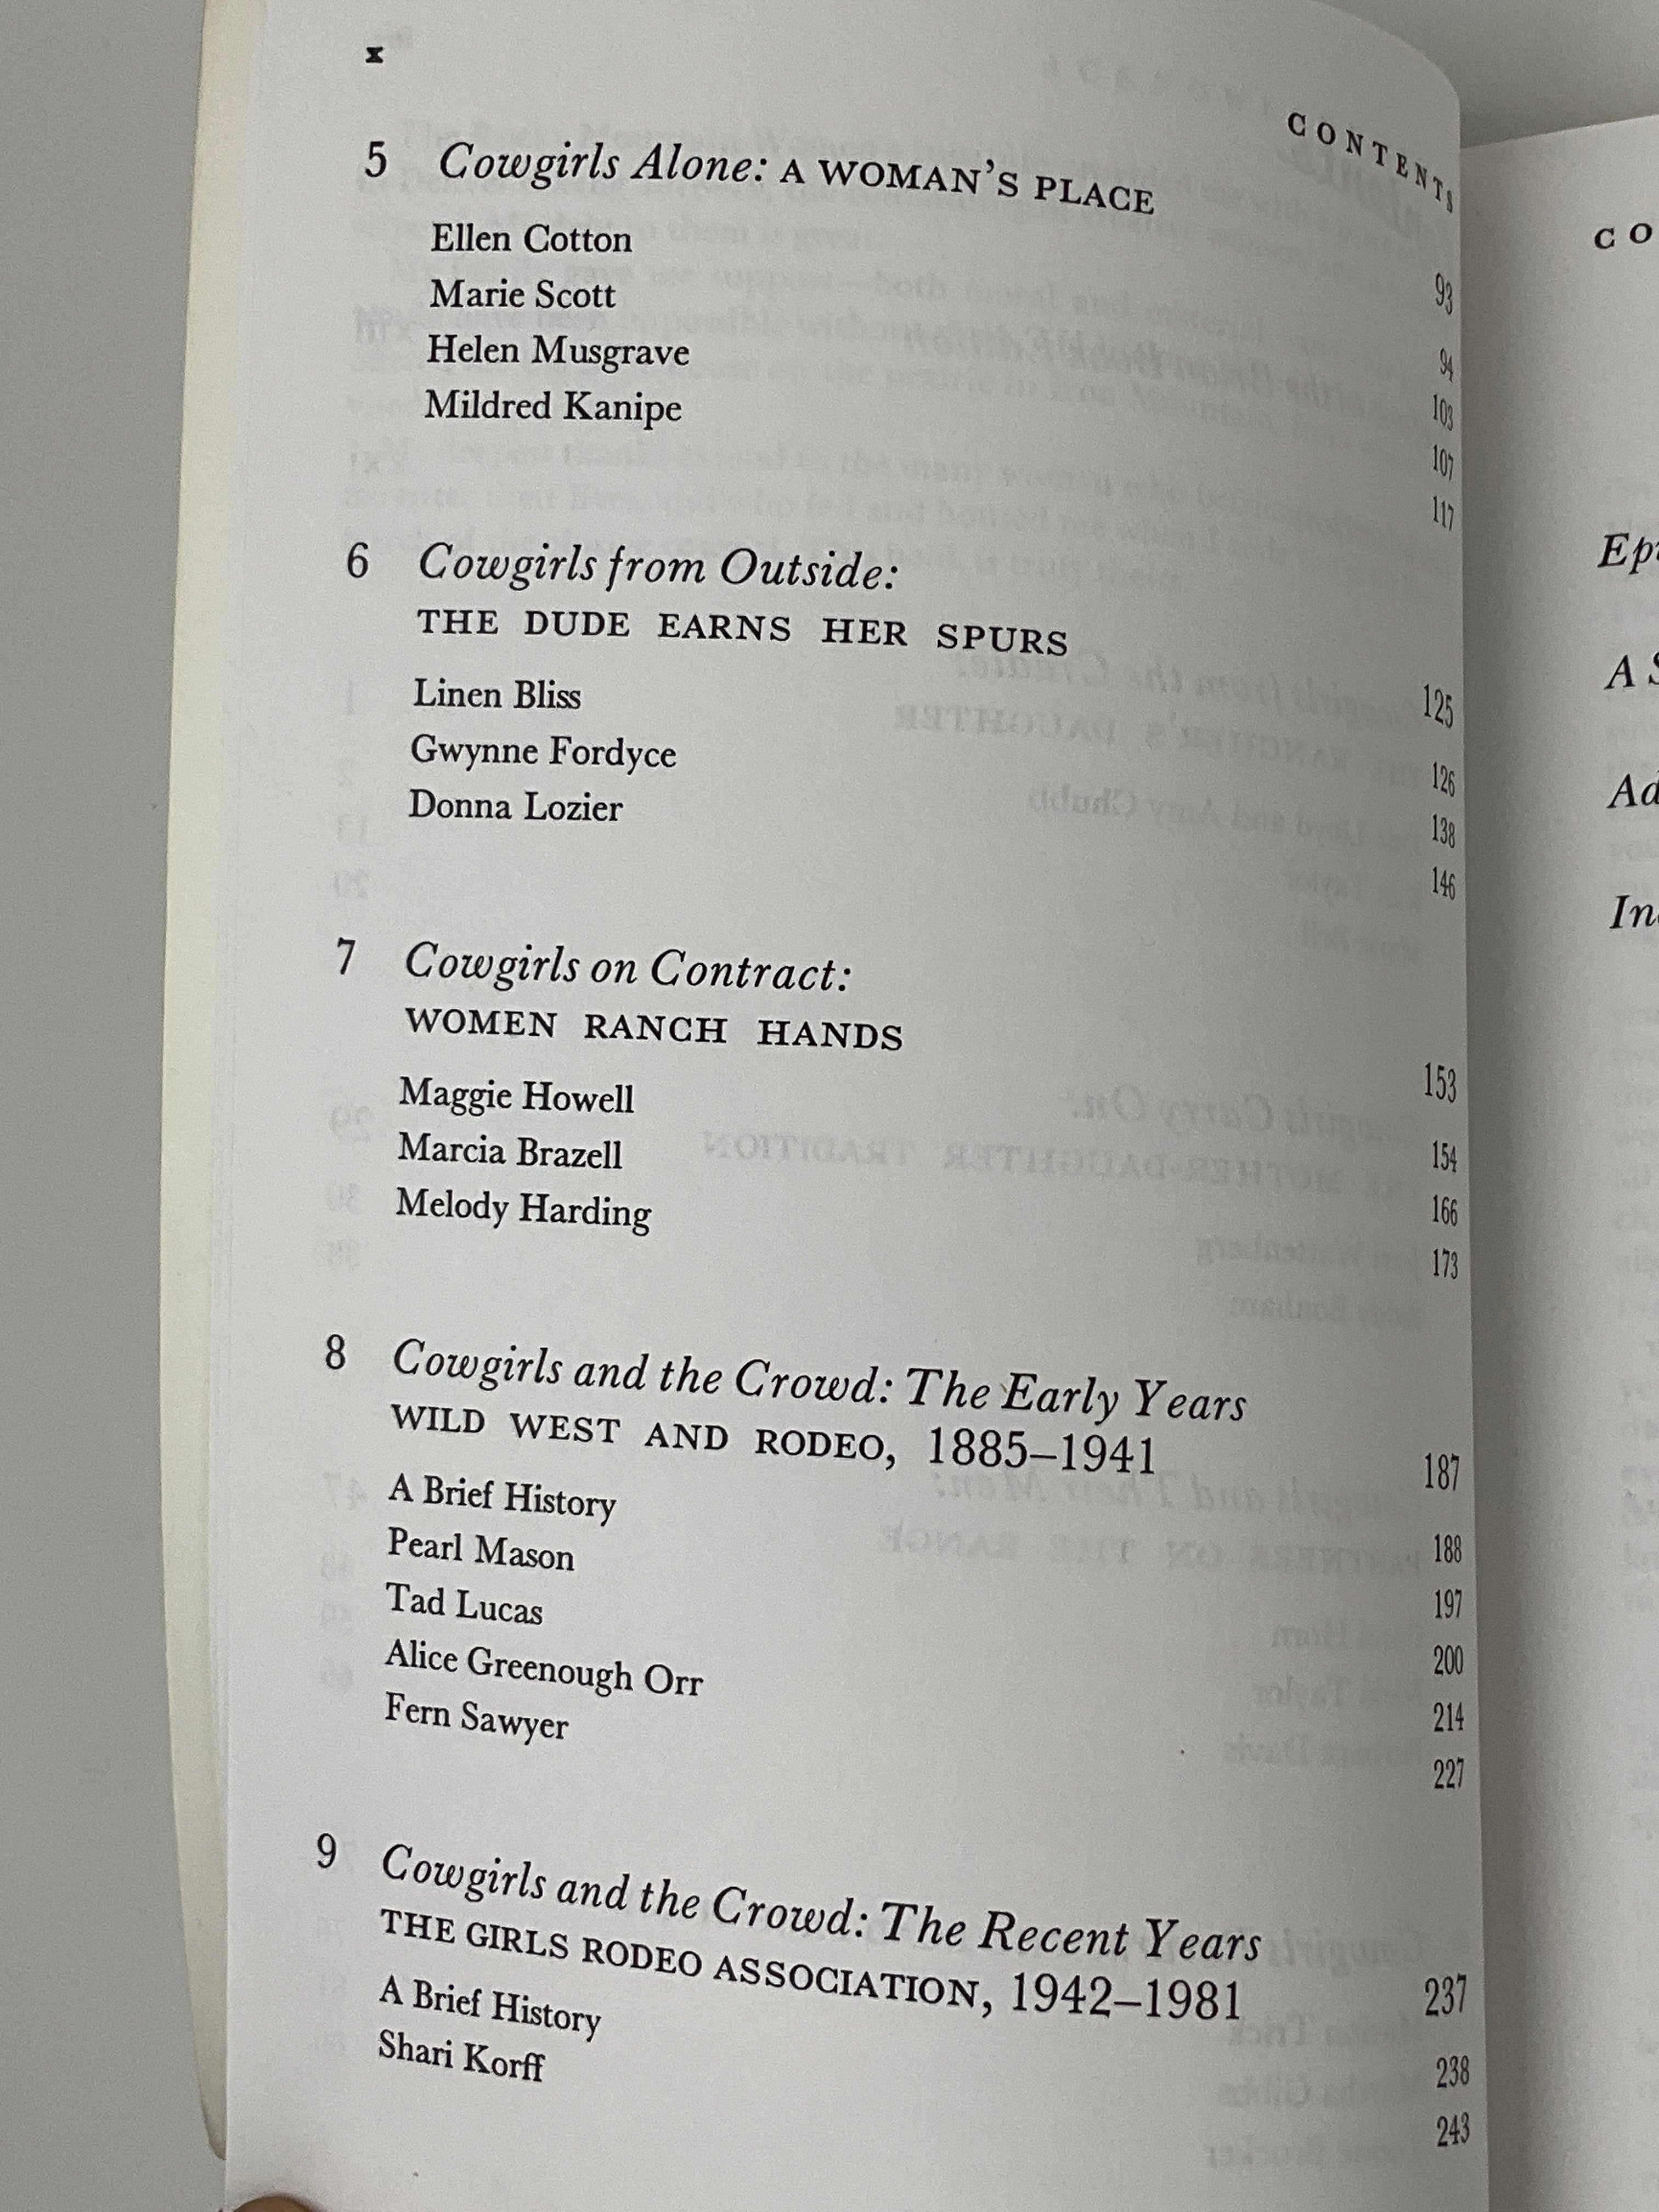 x
CONTENTS
5 Cowgirls Alone: A WOMAN'S PLACE 93
Ellen Cotton 94
Marie Scott 103
Helen Musgrave 107
Mildred Kanipe 117
6 Cowgirls from Outside:
THE DUDE EARNS HER SPURS 125
Linen Bliss 126
Gwynne Fordyce 138
Donna Lozier 146
7 Cowgirls on Contract:
WOMEN RANCH HANDS 153
Maggie Howell 154
Marcia Brazell 166
Melody Harding 173
8 Cowgirls and the Crowd: The Early Years
WILD WEST AND RODEO, 1885–1941 187
A Brief History 188
Pearl Mason 197
Tad Lucas 200
Alice Greenough Orr 214
Fern Sawyer 227
9 Cowgirls and the Crowd: The Recent Years
THE GIRLS RODEO ASSOCIATION, 1942–1981 237
A Brief History 238
Shari Korff 243